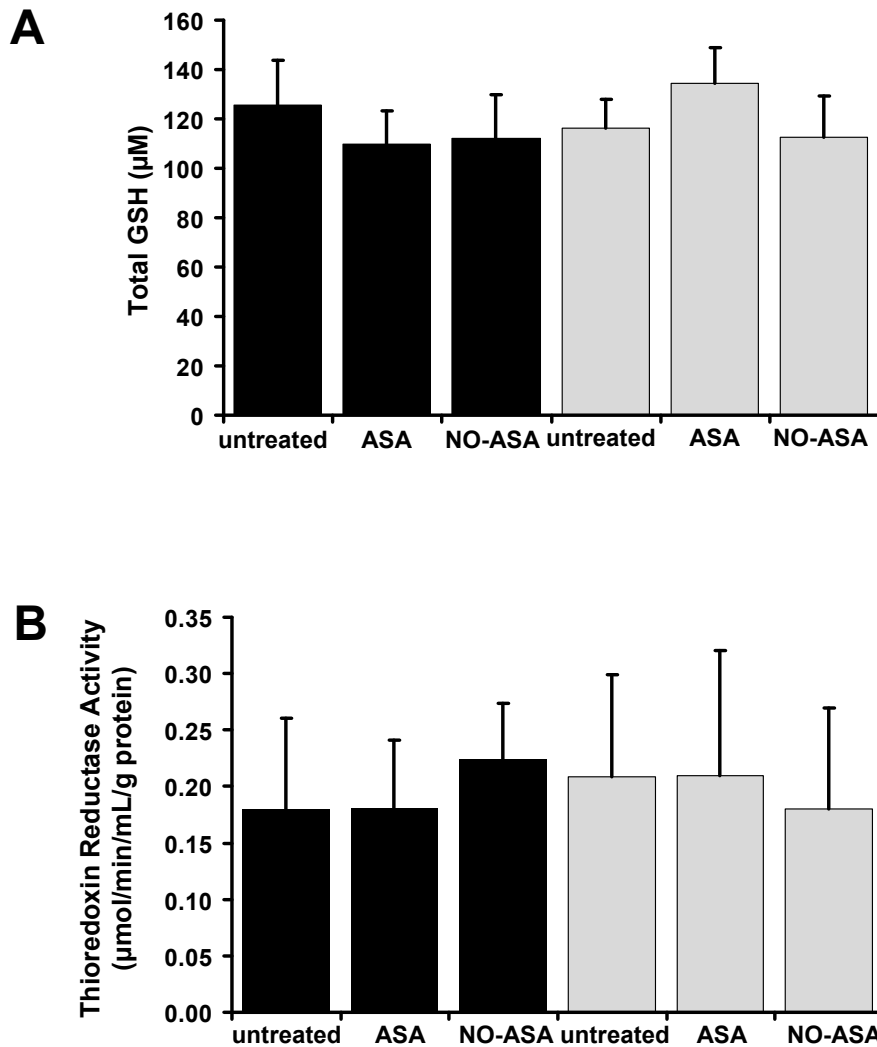 A
160
140
120
100
80
60
40
20
0
Total GSH (µM)
untreated ASA NO-ASA untreated ASA NO-ASA
B
0.35
0.30
0.25
0.20
0.15
0.10
0.05
0.00
Thioredoxin Reductase Activity
(µmol/min/mL/g protein)
untreated ASA NO-ASA untreated ASA NO-ASA